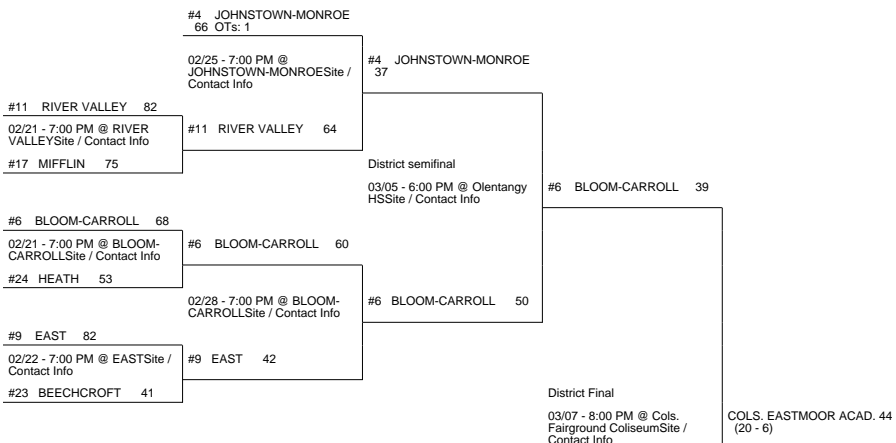 #4 JOHNSTOWN-MONROE
66 OTs: 1
02/25 - 7:00 PM @
JOHNSTOWN-MONROESite /
Contact Info
#4 JOHNSTOWN-MONROE
37
#11 RIVER VALLEY 82
02/21 - 7:00 PM @ RIVER
VALLEYSite / Contact Info
#11 RIVER VALLEY 64
#17 MIFFLIN 75
District semifinal
03/05 - 6:00 PM @ Olentangy
HSSite / Contact Info
#6 BLOOM-CARROLL 39
#6 BLOOM-CARROLL 68
02/21 - 7:00 PM @ BLOOM-
CARROLLSite / Contact Info
#6 BLOOM-CARROLL 60
#24 HEATH 53
02/28 - 7:00 PM @ BLOOM-
CARROLLSite / Contact Info
#6 BLOOM-CARROLL 50
#9 EAST 82
02/22 - 7:00 PM @ EASTSite /
Contact Info
#9 EAST 42
#23 BEECHCROFT 41
District Final
03/07 - 8:00 PM @ Cols.
Fairground ColiseumSite /
Contact Info
COLS. EASTMOOR ACAD. 44
(20 - 6)